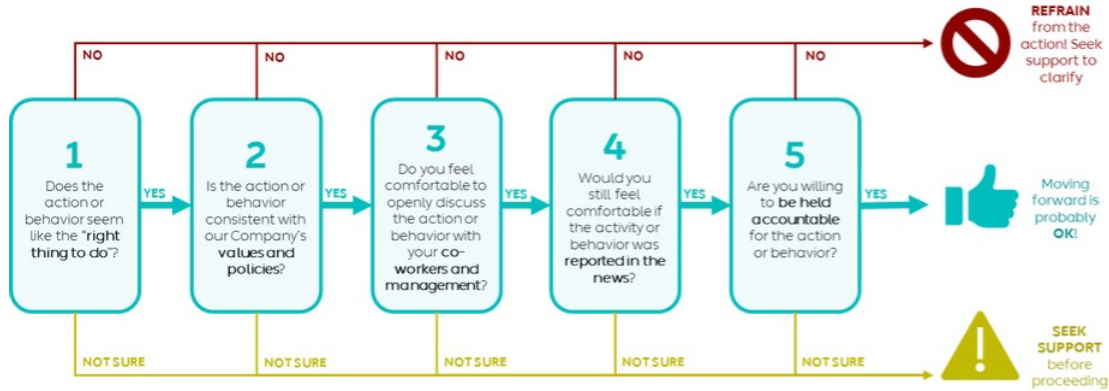 REFRAIN
from the
action! Seek
support to
clarify
NO
NO
NO
NO
NO
1
Does the
action or
behavior seem
like the "right
thing to do"?
YES
2
Is the action or
behavior
consistent with
our Company's
values and
policies?
YES
3
Do you feel
comfortable to
openly discuss
the action or
behavior with
your co-
workers and
management?
YES
4
Would you
still feel
comfortable if
the activity or
behavior was
reported in the
news?
YES
5
Are you willing
to be held
accountable
for the action
or behavior?
YES
Moving
forward is
probably
OK!
NOT SURE
NOT SURE
NOT SURE
NOT SURE
NOT SURE
SEEK
SUPPORT
before
proceeding